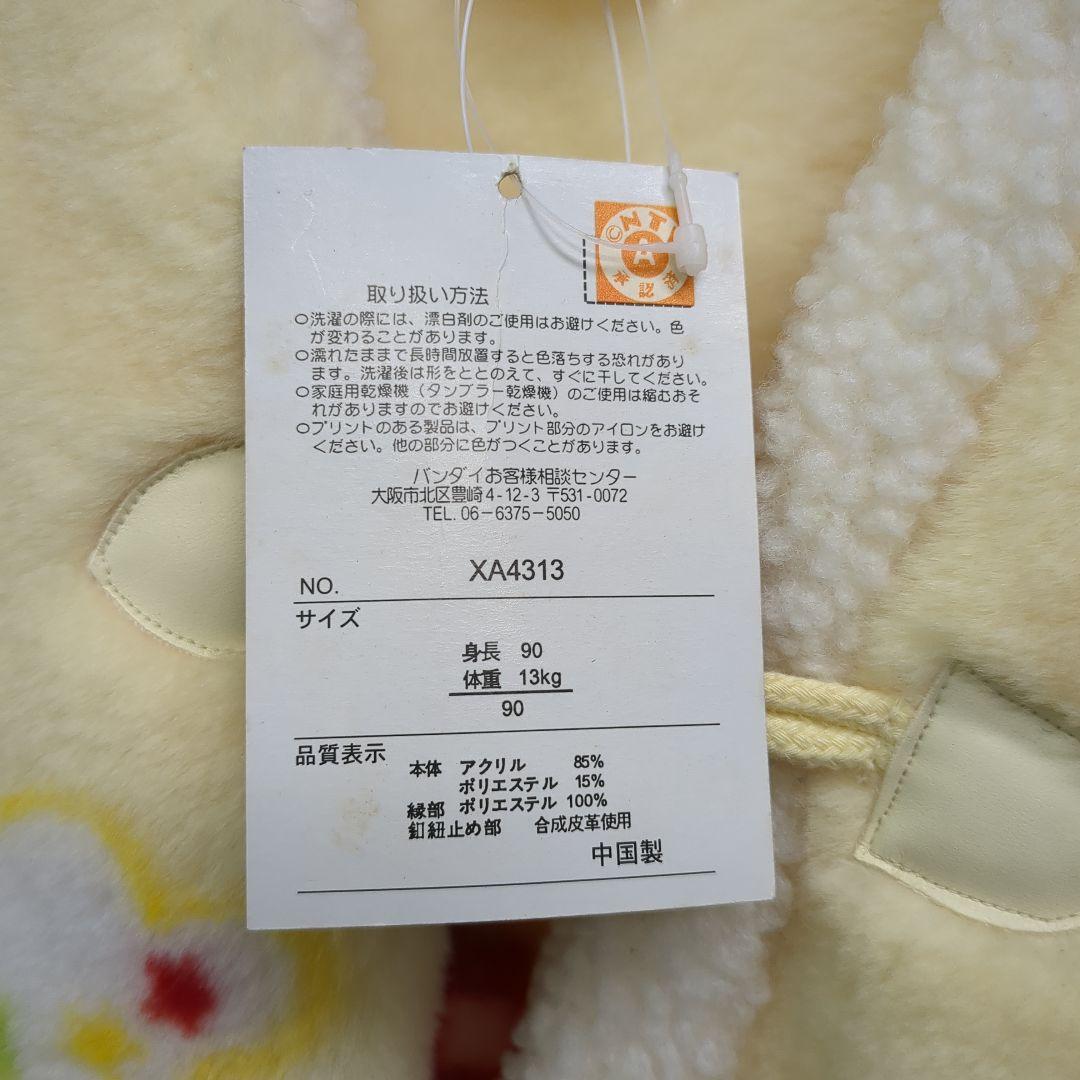 ©NT
A
承認
取り扱い方法
○洗濯の際には、漂白剤のご使用はお避けください。色
が変わることがあります。
○濡れたままで長時間放置すると色落ちする恐れがあり
ます。洗濯後は形をととのえて、すぐに干してください。
○家庭用乾燥機（タンブラー乾燥機）のご使用は縮むおそ
れがありますのでお避けください。
○プリントのある製品は、プリント部分のアイロンをお避け
ください。他の部分に色がつくことがあります。
バンダイお客様相談センター
大阪市北区豊崎4-12-3 〒531-0072
TEL. 06-6375-5050
NO. XA4313
サイズ
身長 90
体重 13kg
90
品質表示
本体 アクリル 85%
ポリエステル 15%
縁部 ポリエステル 100%
釦紐止め部 合成皮革使用
中国製